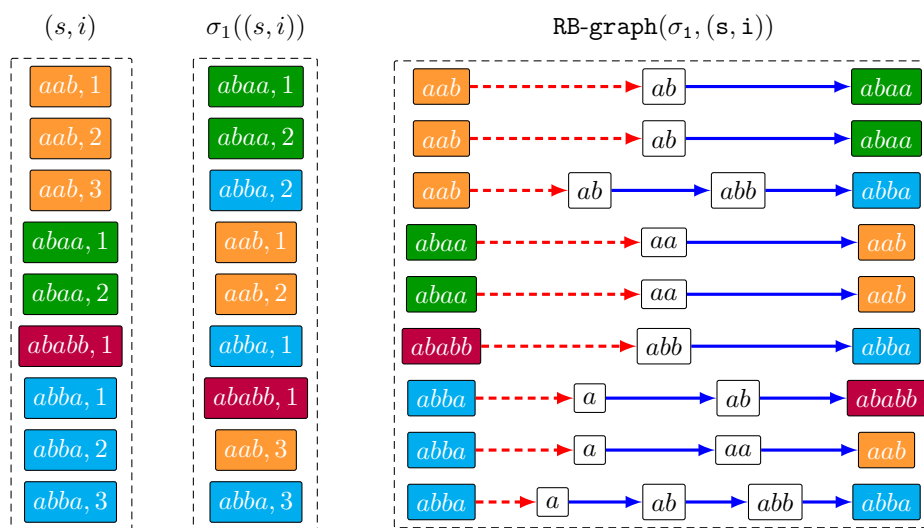 (s, i) σ₁((s, i)) RB-graph(σ₁, (s, i))
aab, 1 abaa, 1 aab ab abaa
aab, 2 abaa, 2 aab ab abaa
aab, 3 abba, 2 aab ab abb abba
abaa, 1 aab, 1 abaa aa aab
abaa, 2 aab, 2 abaa aa aab
ababb, 1 abba, 1 ababb abb abba
abba, 1 ababb, 1 abba a ab ababb
abba, 2 aab, 3 abba a aa aab
abba, 3 abba, 3 abba a ab abb abba